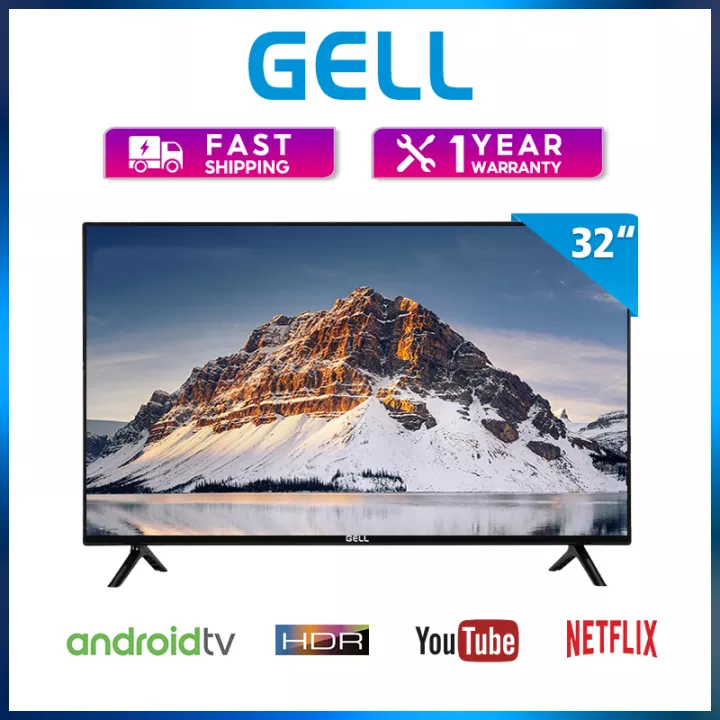 GELL
FAST
SHIPPING
1 YEAR
WARRANTY
32“
GELL
androidtv
HDR
YouTube
NETFLIX